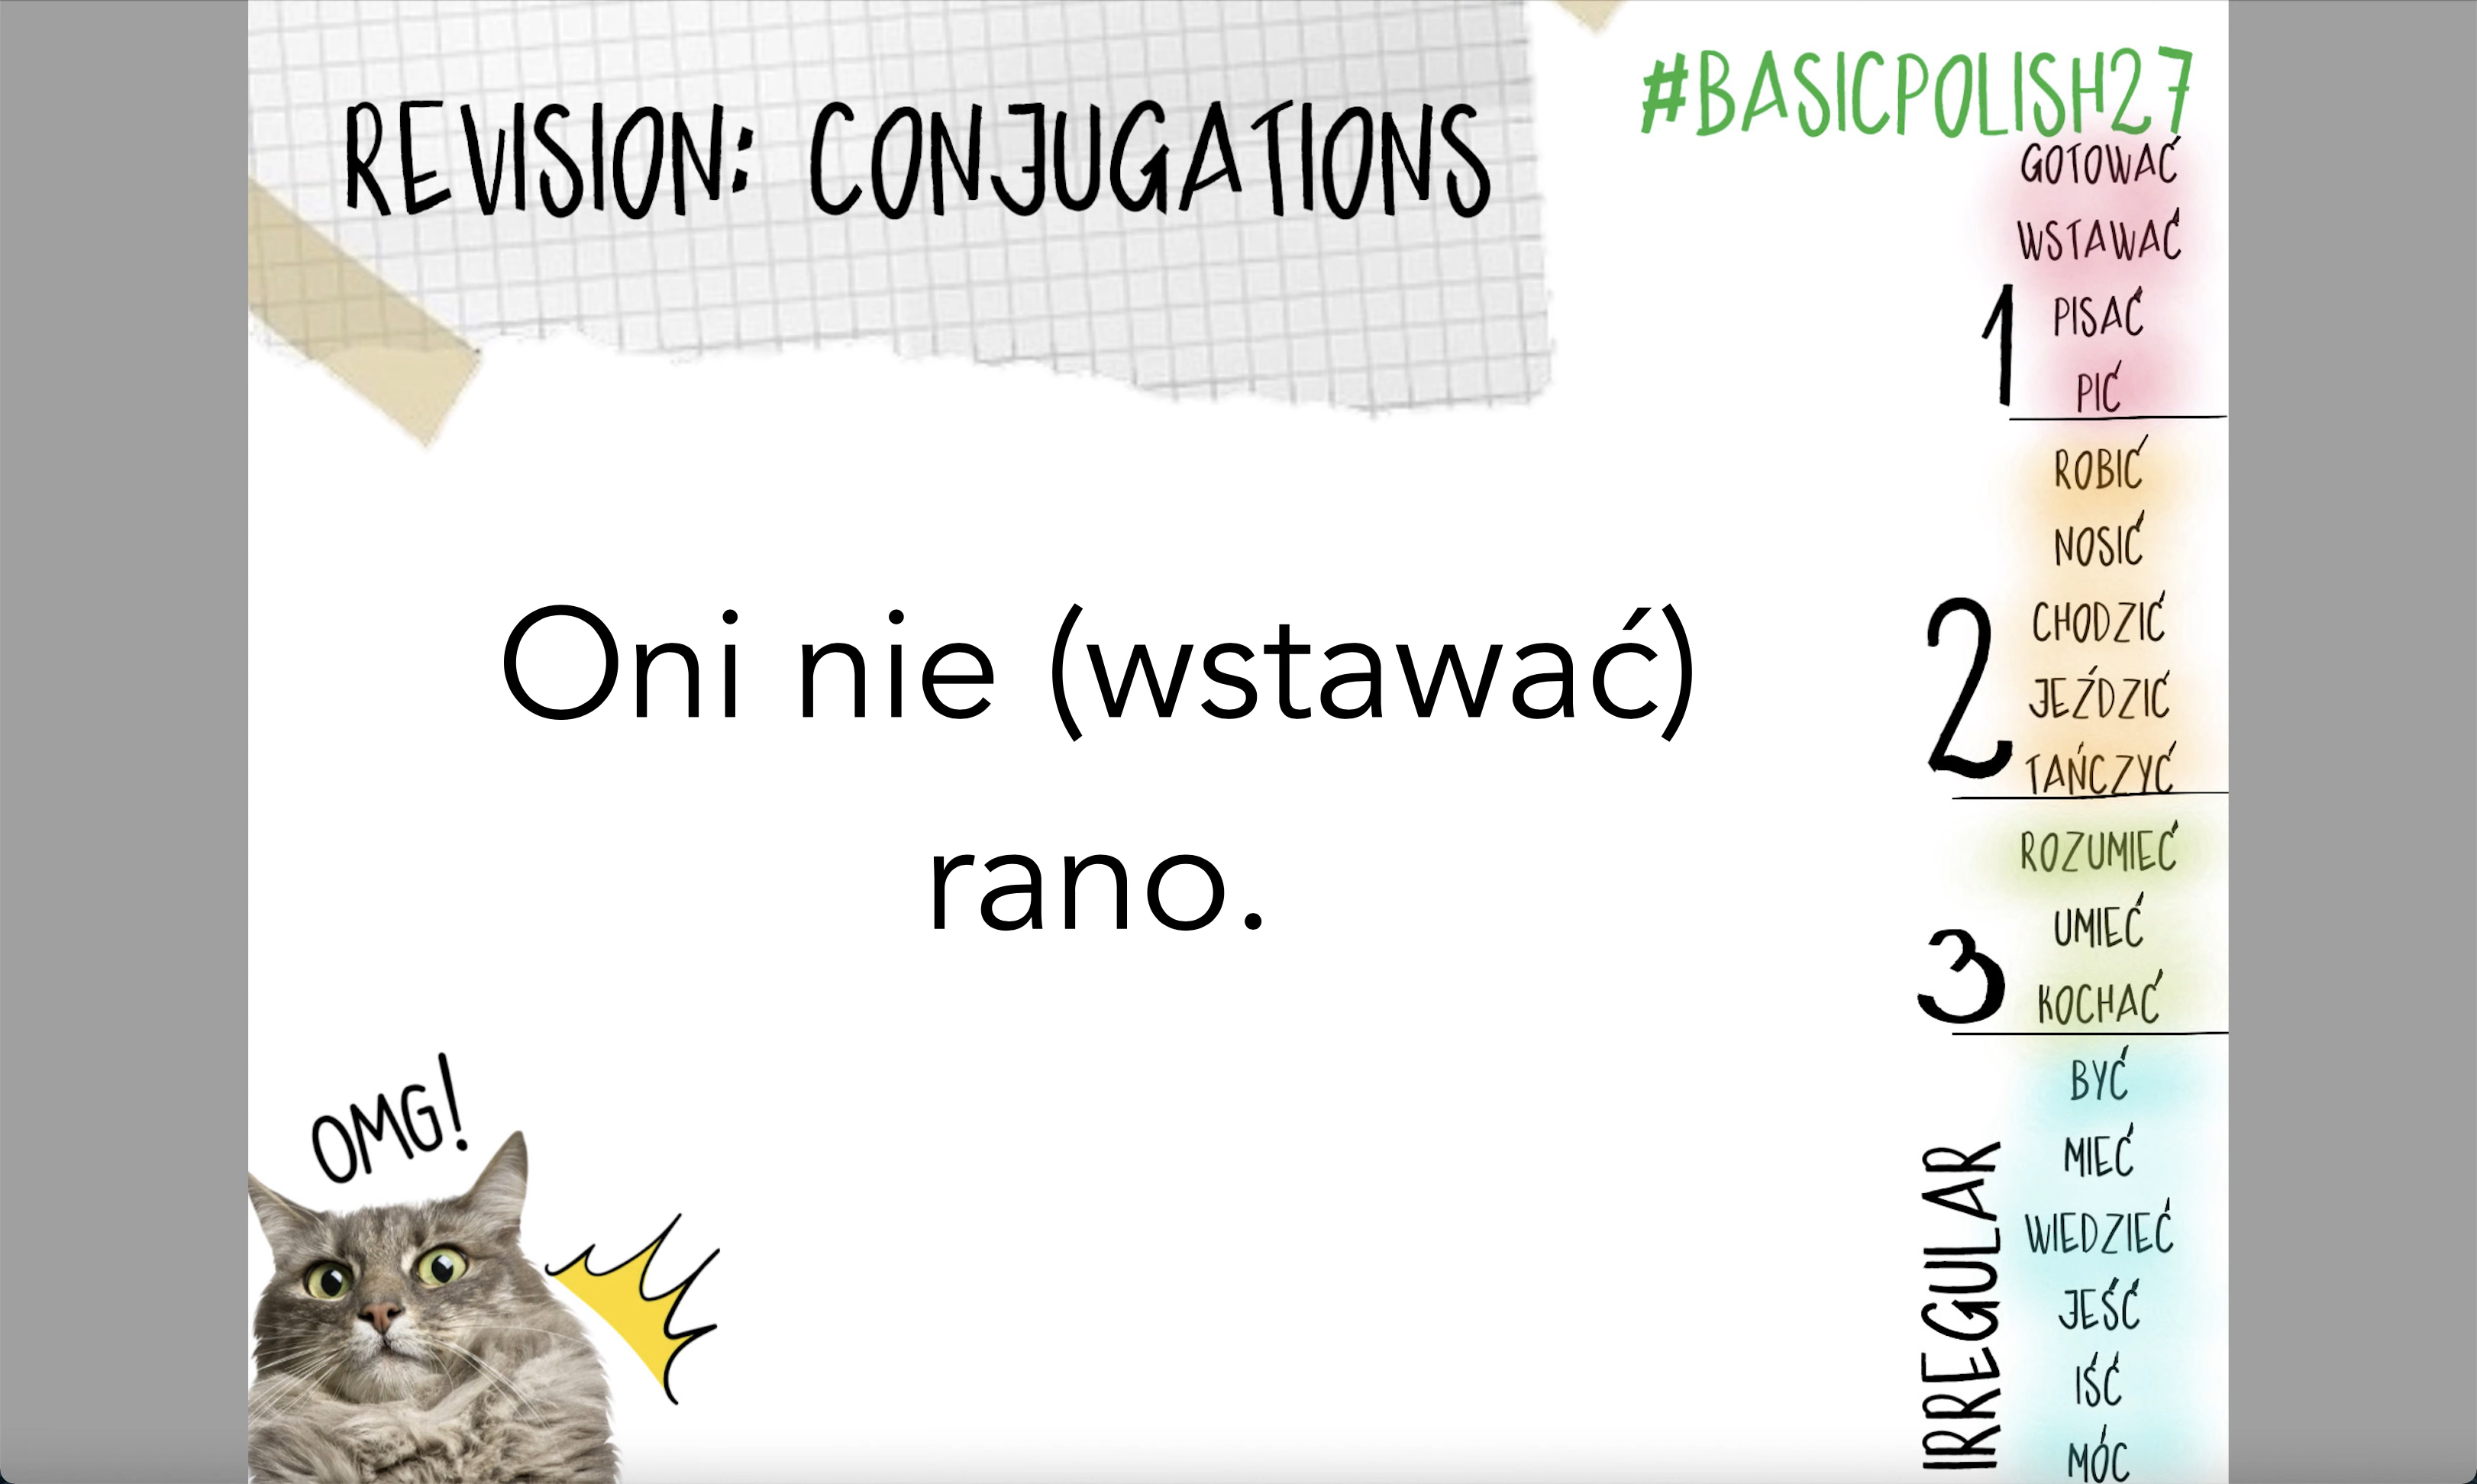 REVISION: CONJUGATIONS
#BASICPOLISH27
GOTOWAĆ
WSTAWAĆ
PISAĆ
1
PIĆ
ROBIĆ
NOSIĆ
CHODZIĆ
2
JEŹDZIĆ
TAŃCZYĆ
ROZUMIEĆ
UMIEĆ
3
KOCHAĆ
BYĆ
MIEĆ
WIEDZIEĆ
IRREGULAR
JEŚĆ
IŚĆ
MÓC
Oni nie (wstawać)
rano.
OMG!